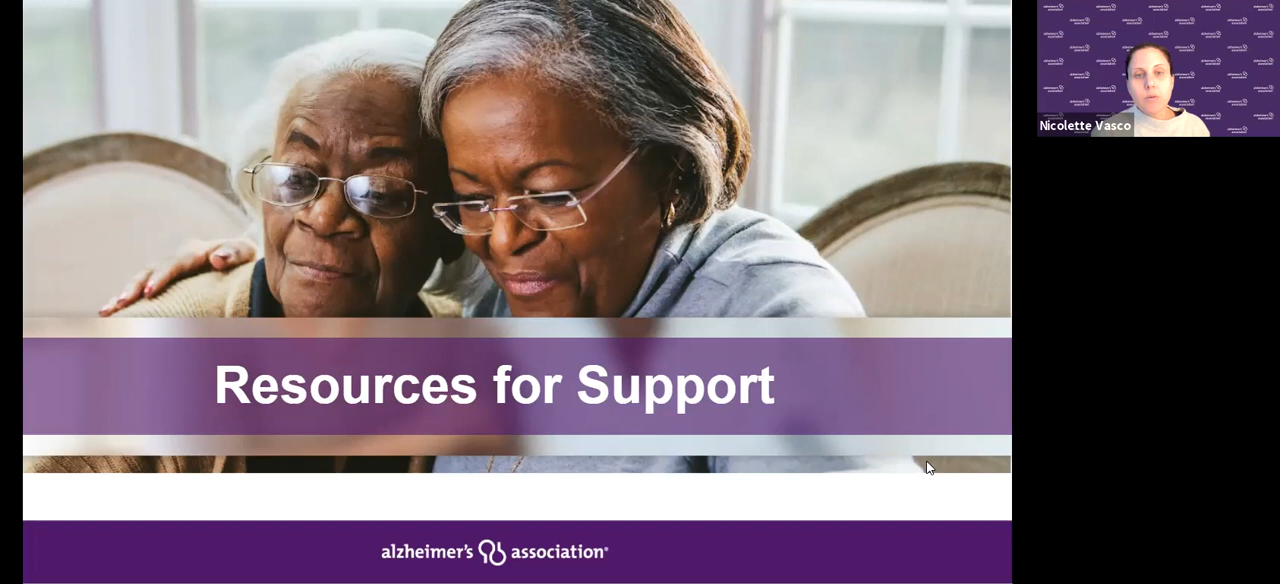 Resources for Support
alzheimer's association®
Nicolette Vasco